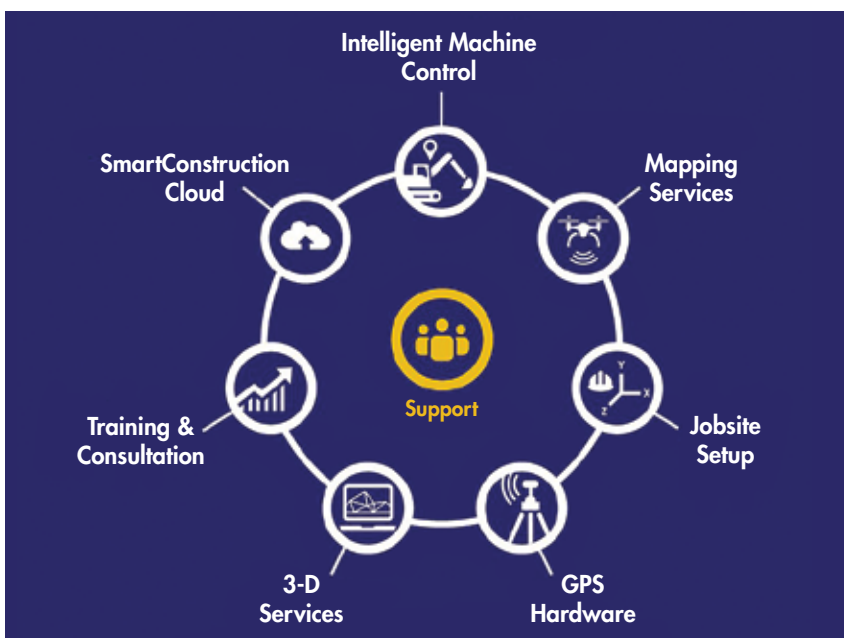 Intelligent Machine
Control
SmartConstruction
Cloud
Mapping
Services
Support
Training &
Consultation
Jobsite
Setup
3-D
Services
GPS
Hardware
Y
X
Z